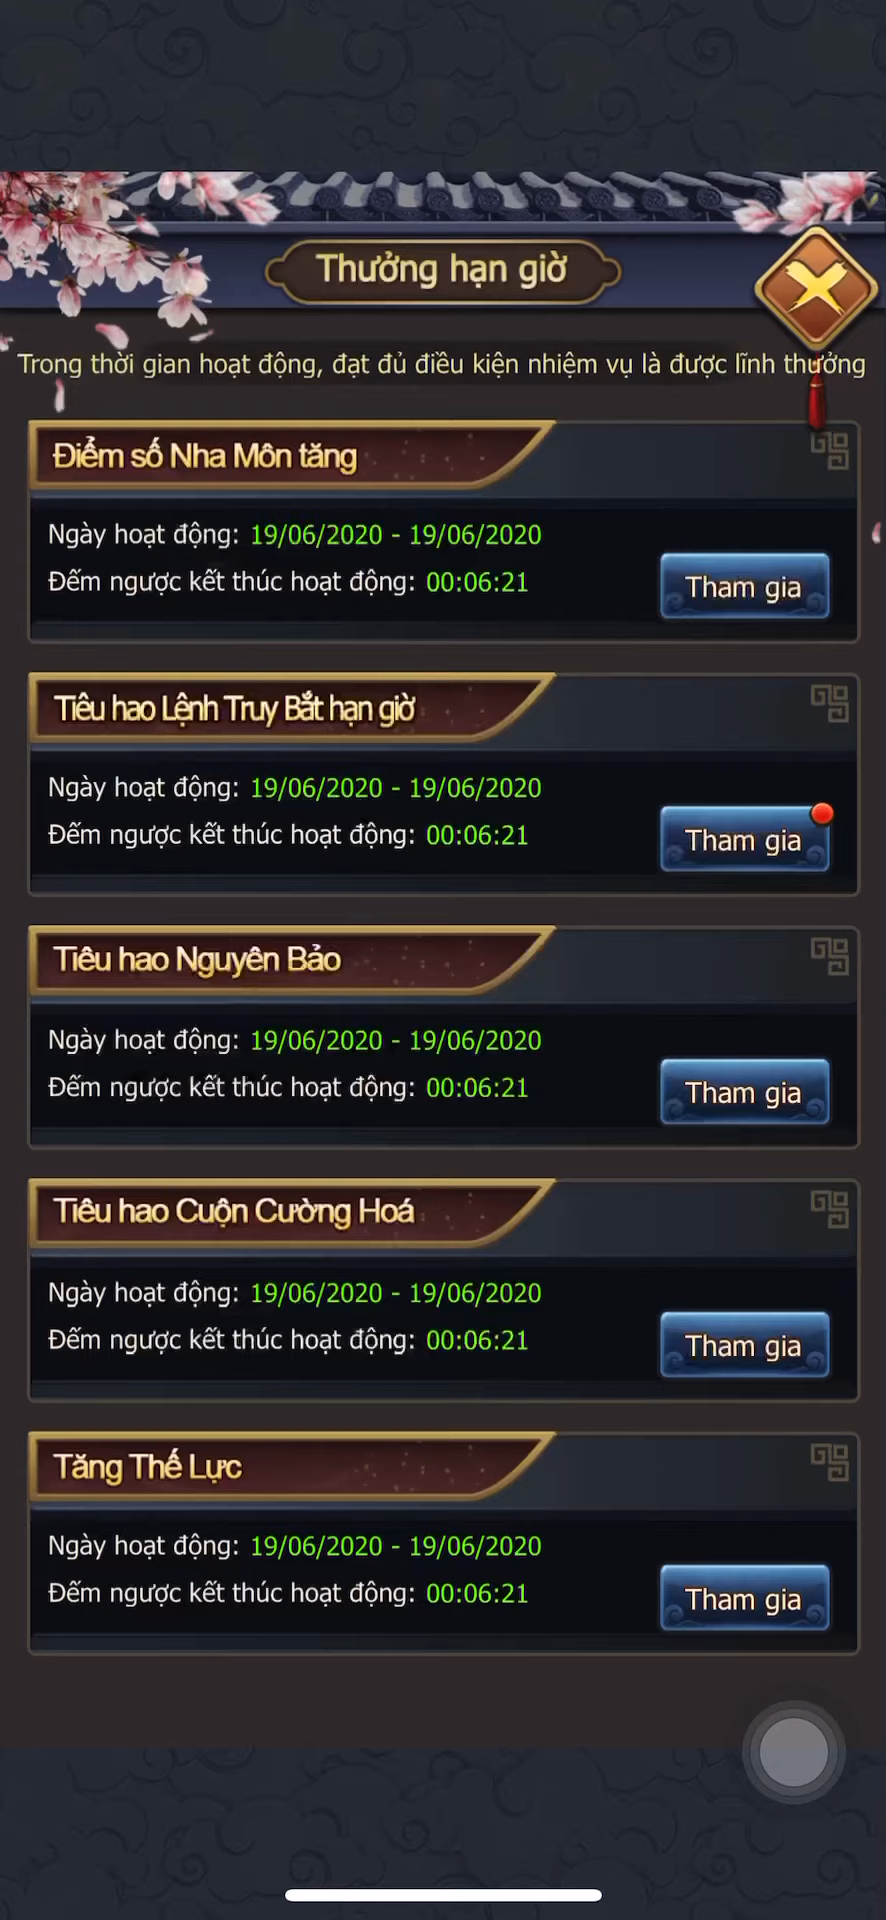 Thưởng hạn giờ
Trong thời gian hoạt động, đạt đủ điều kiện nhiệm vụ là được lĩnh thưởng
Điểm số Nha Môn tăng
Ngày hoạt động: 19/06/2020 - 19/06/2020
Đếm ngược kết thúc hoạt động: 00:06:21
Tham gia
Tiêu hao Lệnh Truy Bắt hạn giờ
Ngày hoạt động: 19/06/2020 - 19/06/2020
Đếm ngược kết thúc hoạt động: 00:06:21
Tham gia
Tiêu hao Nguyên Bảo
Ngày hoạt động: 19/06/2020 - 19/06/2020
Đếm ngược kết thúc hoạt động: 00:06:21
Tham gia
Tiêu hao Cuộn Cường Hoá
Ngày hoạt động: 19/06/2020 - 19/06/2020
Đếm ngược kết thúc hoạt động: 00:06:21
Tham gia
Tăng Thế Lực
Ngày hoạt động: 19/06/2020 - 19/06/2020
Đếm ngược kết thúc hoạt động: 00:06:21
Tham gia